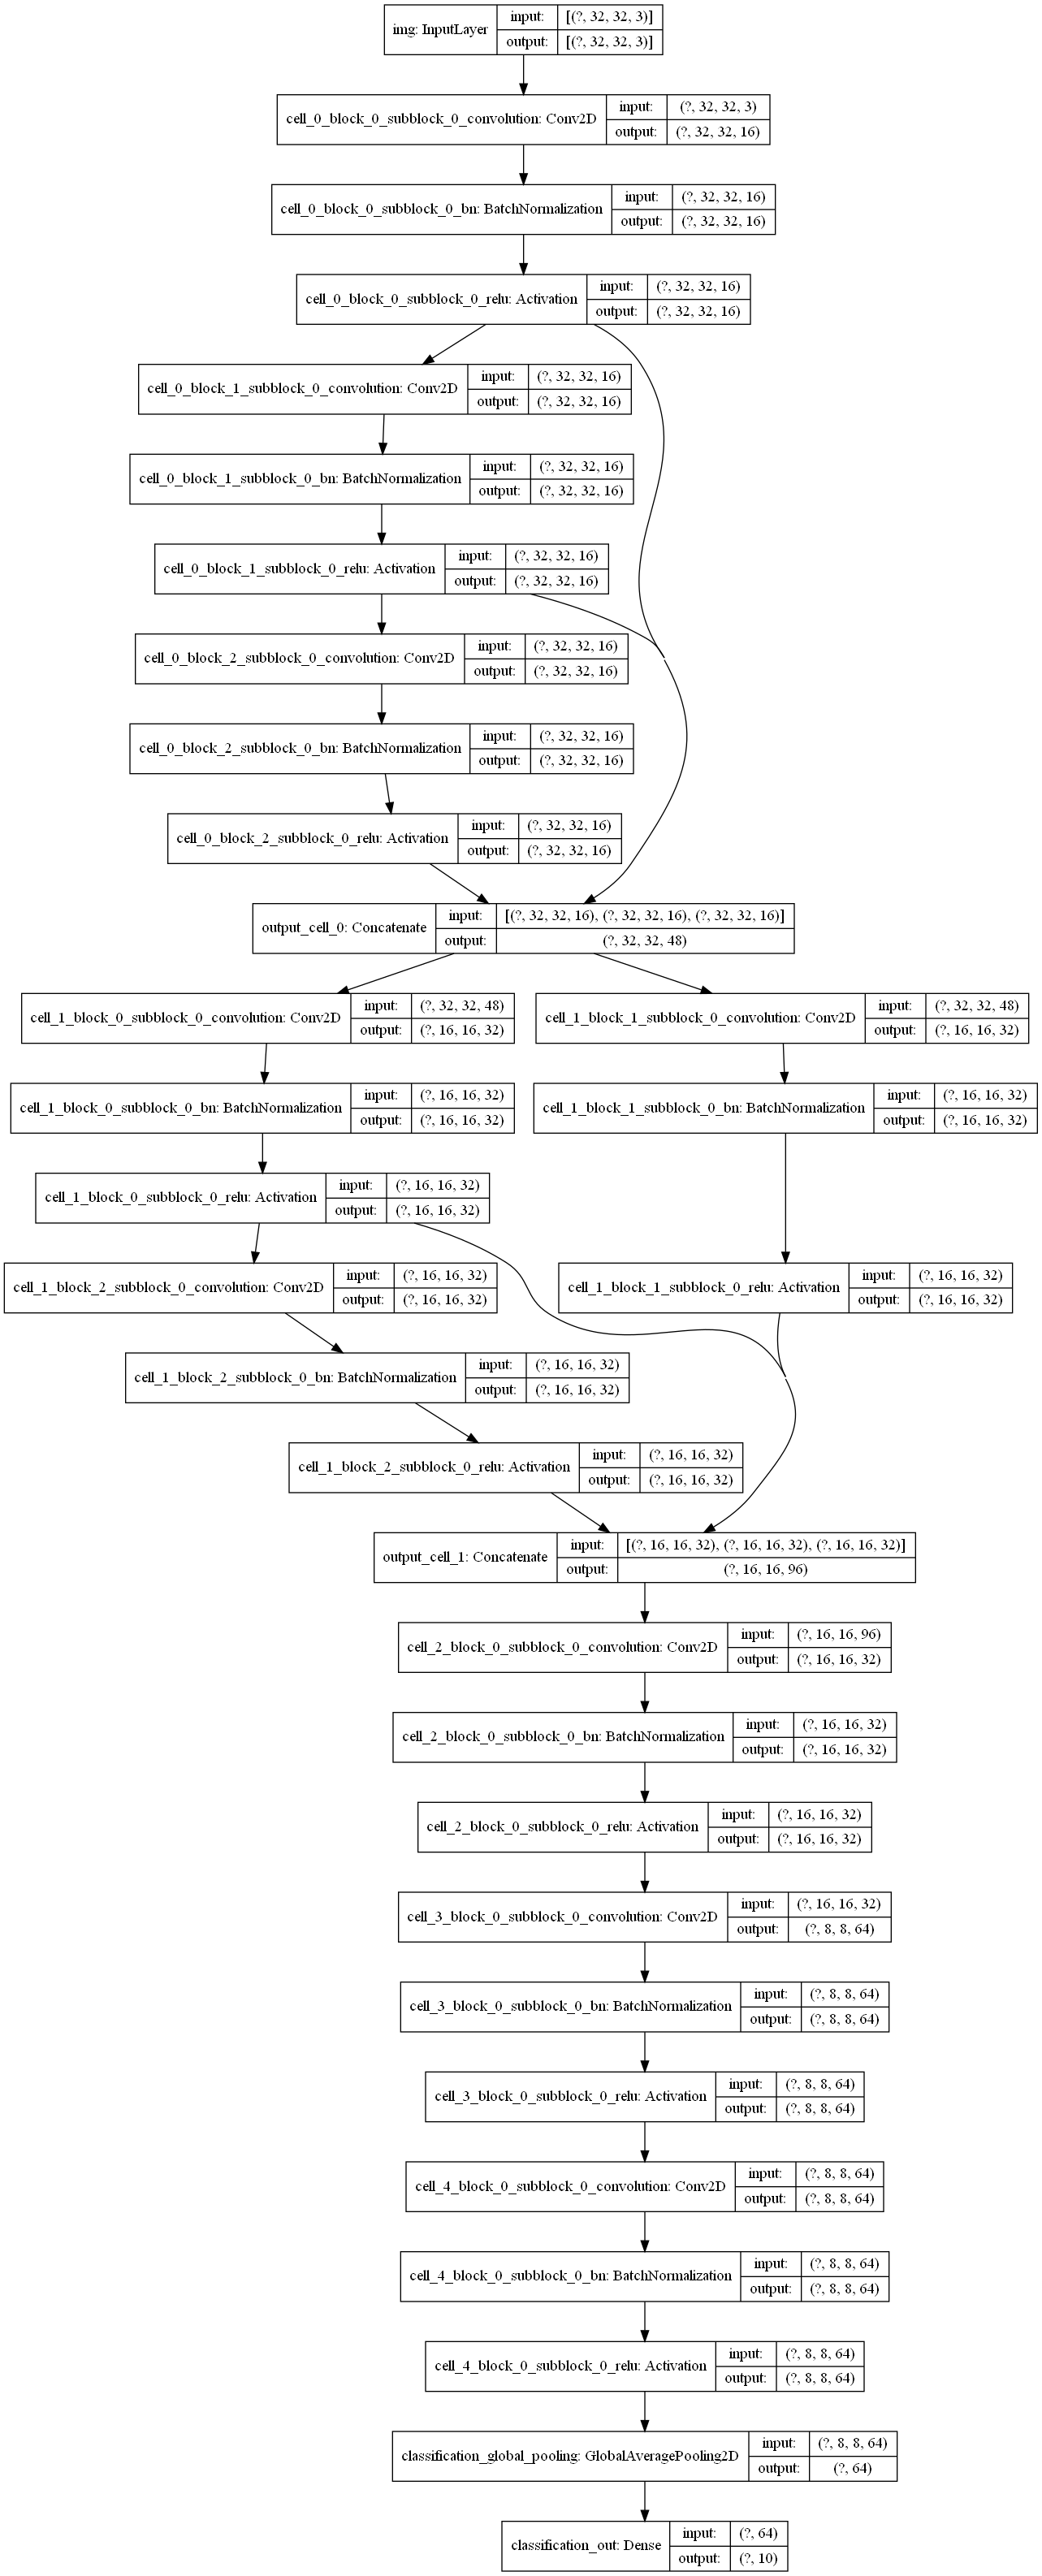 img: InputLayer
input: [(?, 32, 32, 3)]
output: [(?, 32, 32, 3)]
cell_0_block_0_subblock_0_convolution: Conv2D
input: (?, 32, 32, 3)
output: (?, 32, 32, 16)
cell_0_block_0_subblock_0_bn: BatchNormalization
input: (?, 32, 32, 16)
output: (?, 32, 32, 16)
cell_0_block_0_subblock_0_relu: Activation
input: (?, 32, 32, 16)
output: (?, 32, 32, 16)
cell_0_block_1_subblock_0_convolution: Conv2D
input: (?, 32, 32, 16)
output: (?, 32, 32, 16)
cell_0_block_1_subblock_0_bn: BatchNormalization
input: (?, 32, 32, 16)
output: (?, 32, 32, 16)
cell_0_block_1_subblock_0_relu: Activation
input: (?, 32, 32, 16)
output: (?, 32, 32, 16)
cell_0_block_2_subblock_0_convolution: Conv2D
input: (?, 32, 32, 16)
output: (?, 32, 32, 16)
cell_0_block_2_subblock_0_bn: BatchNormalization
input: (?, 32, 32, 16)
output: (?, 32, 32, 16)
cell_0_block_2_subblock_0_relu: Activation
input: (?, 32, 32, 16)
output: (?, 32, 32, 16)
output_cell_0: Concatenate
input: [(?, 32, 32, 16), (?, 32, 32, 16), (?, 32, 32, 16)]
output: (?, 32, 32, 48)
cell_1_block_0_subblock_0_convolution: Conv2D
input: (?, 32, 32, 48)
output: (?, 16, 16, 32)
cell_1_block_1_subblock_0_convolution: Conv2D
input: (?, 32, 32, 48)
output: (?, 16, 16, 32)
cell_1_block_0_subblock_0_bn: BatchNormalization
input: (?, 16, 16, 32)
output: (?, 16, 16, 32)
cell_1_block_1_subblock_0_bn: BatchNormalization
input: (?, 16, 16, 32)
output: (?, 16, 16, 32)
cell_1_block_0_subblock_0_relu: Activation
input: (?, 16, 16, 32)
output: (?, 16, 16, 32)
cell_1_block_2_subblock_0_convolution: Conv2D
input: (?, 16, 16, 32)
output: (?, 16, 16, 32)
cell_1_block_1_subblock_0_relu: Activation
input: (?, 16, 16, 32)
output: (?, 16, 16, 32)
cell_1_block_2_subblock_0_bn: BatchNormalization
input: (?, 16, 16, 32)
output: (?, 16, 16, 32)
cell_1_block_2_subblock_0_relu: Activation
input: (?, 16, 16, 32)
output: (?, 16, 16, 32)
output_cell_1: Concatenate
input: [(?, 16, 16, 32), (?, 16, 16, 32), (?, 16, 16, 32)]
output: (?, 16, 16, 96)
cell_2_block_0_subblock_0_convolution: Conv2D
input: (?, 16, 16, 96)
output: (?, 16, 16, 32)
cell_2_block_0_subblock_0_bn: BatchNormalization
input: (?, 16, 16, 32)
output: (?, 16, 16, 32)
cell_2_block_0_subblock_0_relu: Activation
input: (?, 16, 16, 32)
output: (?, 16, 16, 32)
cell_3_block_0_subblock_0_convolution: Conv2D
input: (?, 16, 16, 32)
output: (?, 8, 8, 64)
cell_3_block_0_subblock_0_bn: BatchNormalization
input: (?, 8, 8, 64)
output: (?, 8, 8, 64)
cell_3_block_0_subblock_0_relu: Activation
input: (?, 8, 8, 64)
output: (?, 8, 8, 64)
cell_4_block_0_subblock_0_convolution: Conv2D
input: (?, 8, 8, 64)
output: (?, 8, 8, 64)
cell_4_block_0_subblock_0_bn: BatchNormalization
input: (?, 8, 8, 64)
output: (?, 8, 8, 64)
cell_4_block_0_subblock_0_relu: Activation
input: (?, 8, 8, 64)
output: (?, 8, 8, 64)
classification_global_pooling: GlobalAveragePooling2D
input: (?, 8, 8, 64)
output: (?, 64)
classification_out: Dense
input: (?, 64)
output: (?, 10)